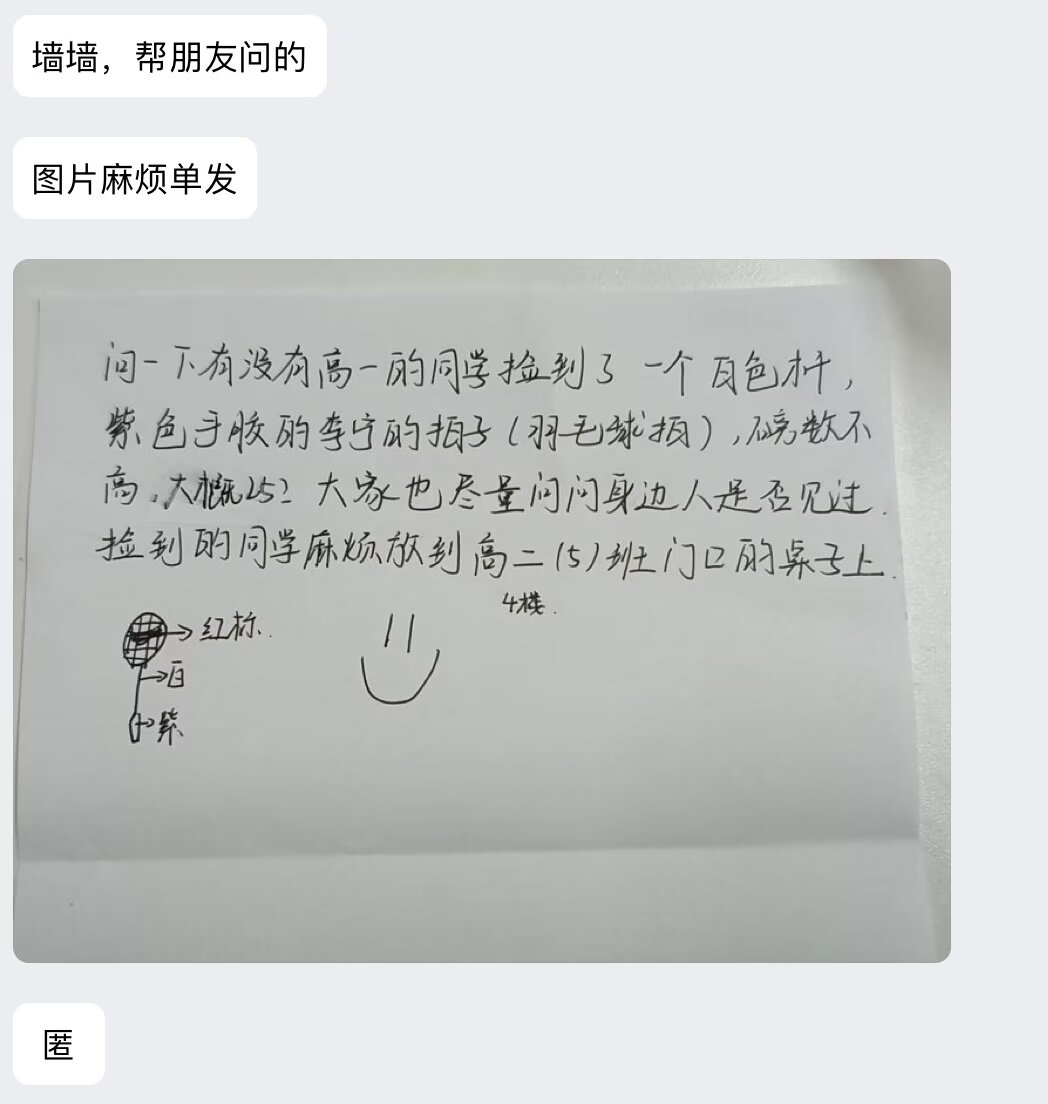 墙墙，帮朋友问的
图片麻烦单发
问一下有没有高一的同学捡到了一个白色杆，
紫色手胶的李宁的拍子（羽毛球拍），磅数不
高，大概25？大家也尽量问问身边人是否见过.
捡到的同学麻烦放到高二（5）班门口的桌子上.
4楼.
红标.
白
紫
匿